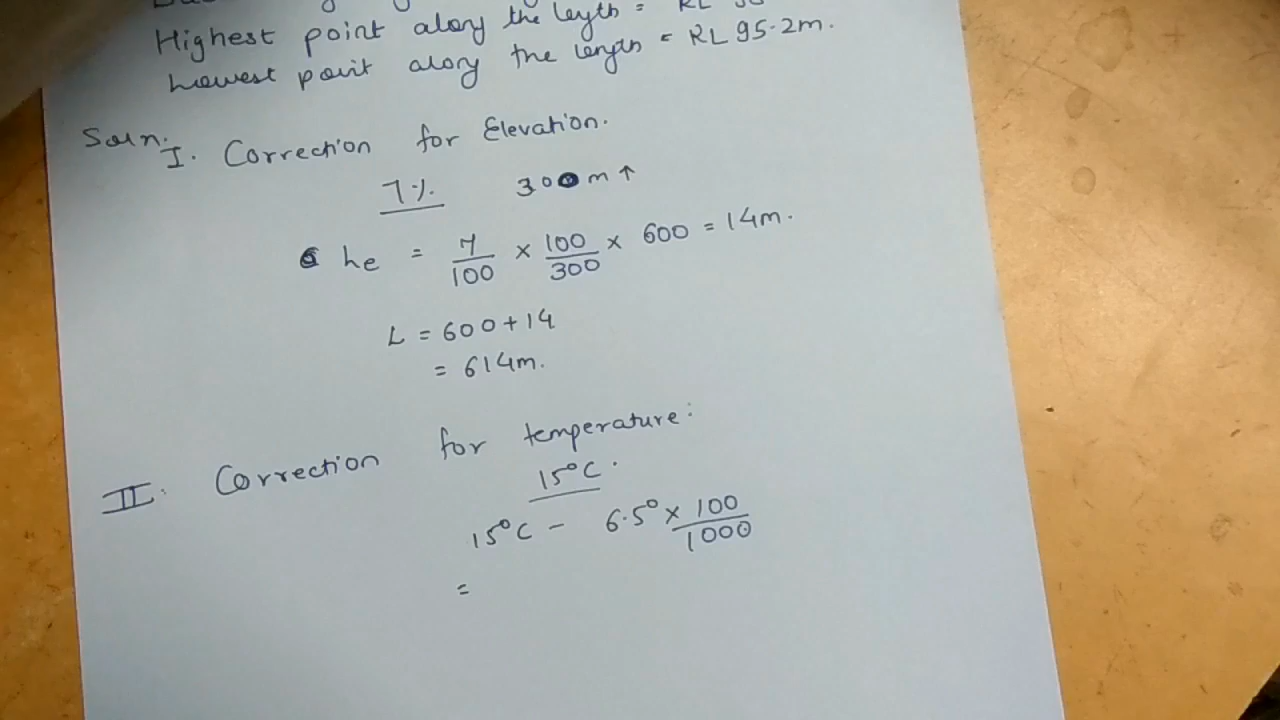 Highest point along the leyth = RL
Lowest point along the length = RL 95.2m.
Soln.
I. Correction for Elevation.
7% 300m ↑
he = 7/100 × 100/300 × 600 = 14m.
L = 600+14
= 614m.
II. Correction for temperature:
15°C.
15°C - 6.5° × 100/1000
=